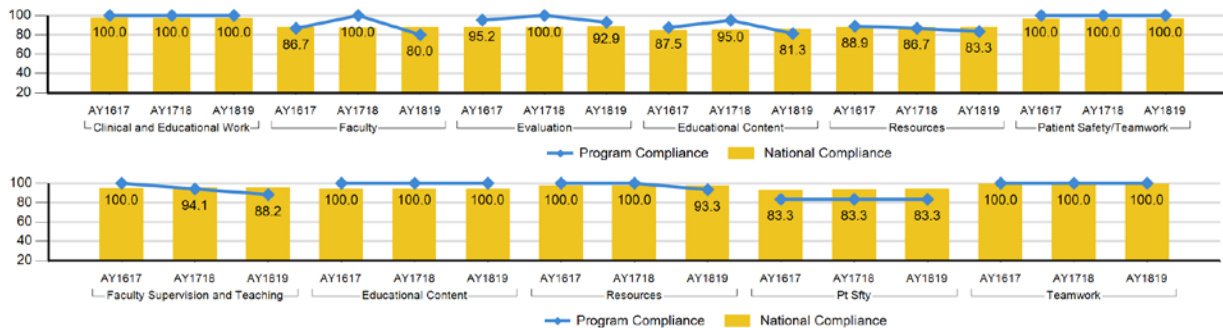 100
80
60
40
20
100.0 100.0 100.0 86.7 100.0 80.0 95.2 100.0 92.9 87.5 95.0 81.3 88.9 86.7 83.3 100.0 100.0 100.0
AY1617 AY1718 AY1819 AY1617 AY1718 AY1819 AY1617 AY1718 AY1819 AY1617 AY1718 AY1819 AY1617 AY1718 AY1819 AY1617 AY1718 AY1819
Clinical and Educational Work Faculty Evaluation Educational Content Resources Patient Safety/Teamwork
Program Compliance National Compliance
100
80
60
40
20
100.0 94.1 88.2 100.0 100.0 100.0 100.0 100.0 93.3 83.3 83.3 83.3 100.0 100.0 100.0
AY1617 AY1718 AY1819 AY1617 AY1718 AY1819 AY1617 AY1718 AY1819 AY1617 AY1718 AY1819 AY1617 AY1718 AY1819
Faculty Supervision and Teaching Educational Content Resources Pt Sfty Teamwork
Program Compliance National Compliance